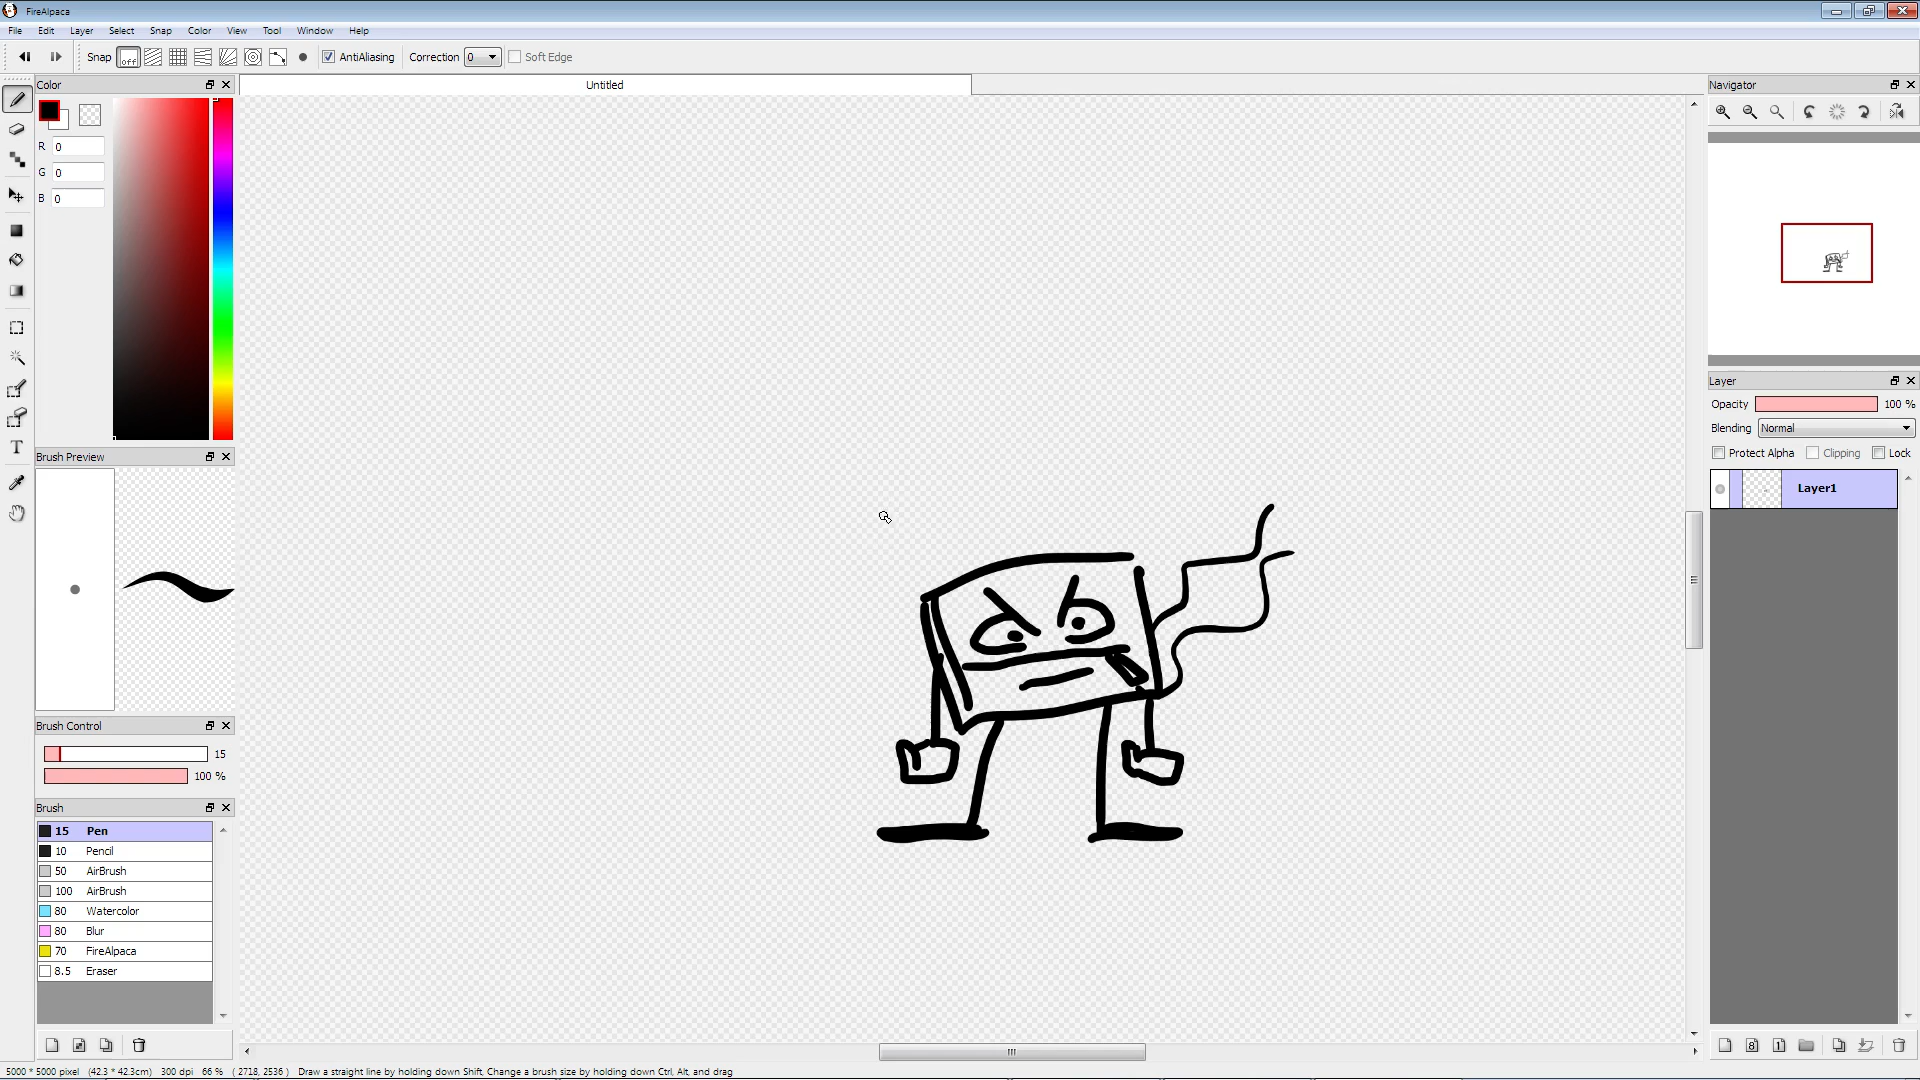 FireAlpaca
File Edit Layer Select Snap Color View Tool Window Help
Snap off AntiAliasing Correction 0 Soft Edge
Color
Untitled
Navigator
R 0
G 0
B 0
Layer
Opacity 100 %
Blending Normal
Protect Alpha Clipping Lock
Layer1
Brush Preview
Brush Control
15
100 %
Brush
15 Pen
10 Pencil
50 AirBrush
100 AirBrush
80 Watercolor
80 Blur
70 FireAlpaca
8.5 Eraser
8 1
5000 * 5000 pixel (42.3 * 42.3cm) 300 dpi 66 % ( 2718, 2536 ) Draw a straight line by holding down Shift, Change a brush size by holding down Ctrl, Alt, and drag